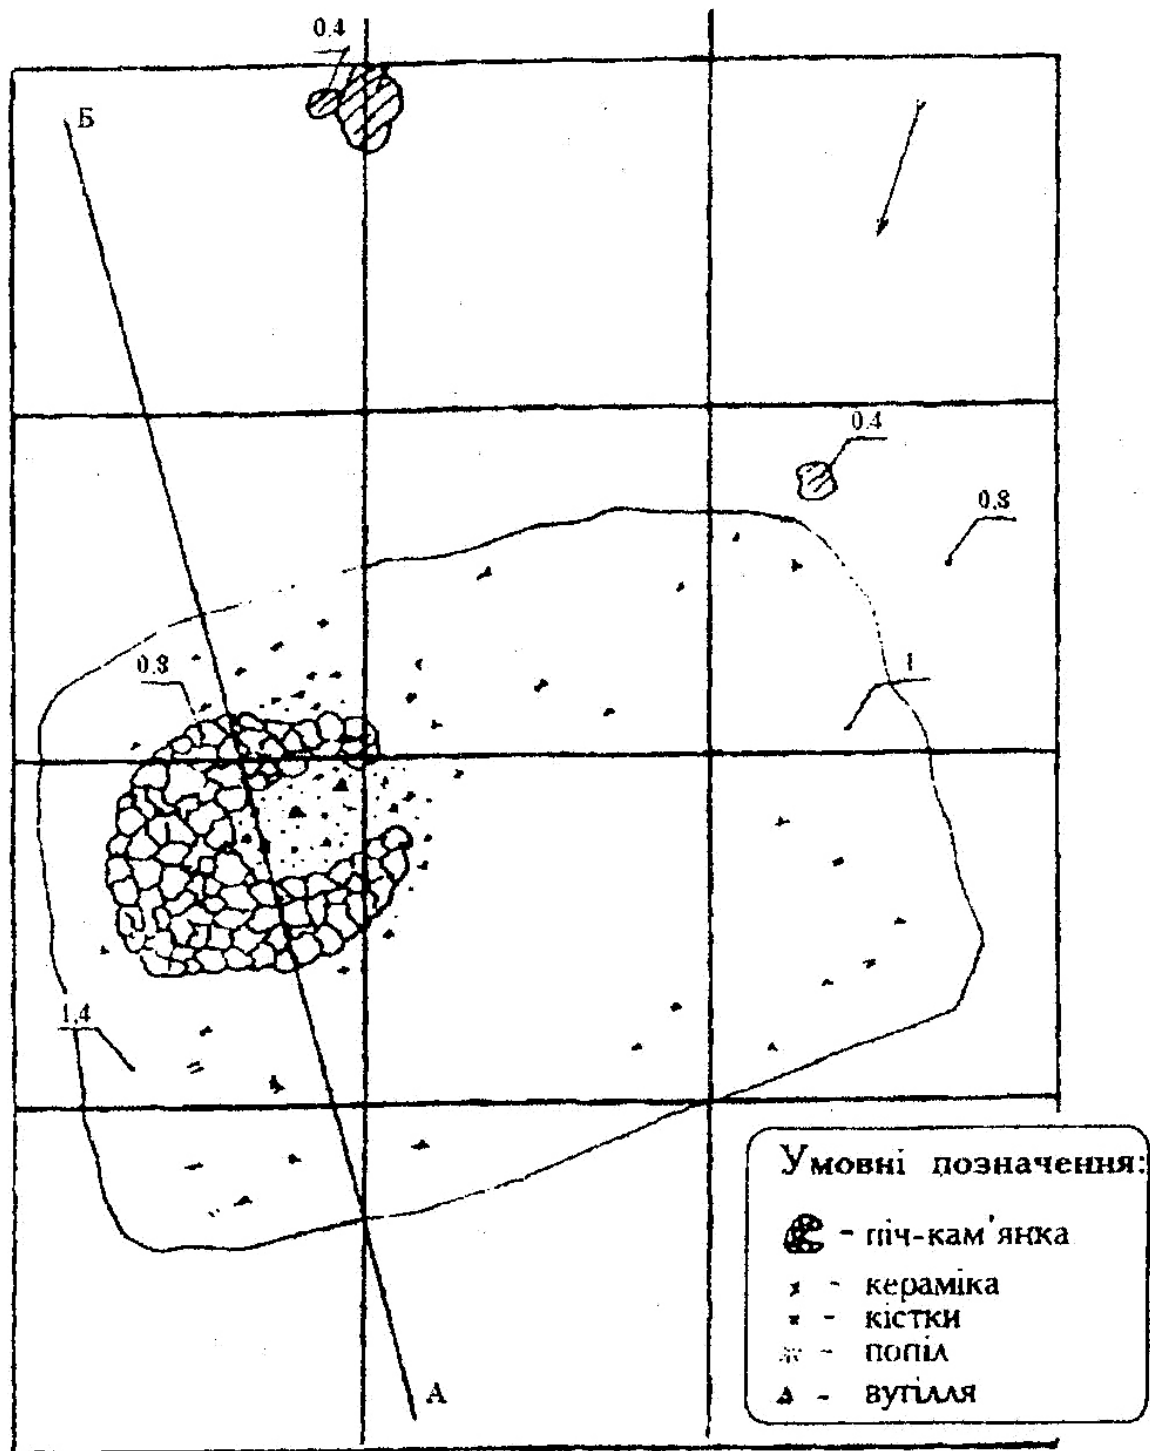 0.4
Б
0.4
0,8
0.8
1
1,4
Умовні позначення:
- піч-кам'янка
- кераміка
- кістки
- попіл
- вугілля
А